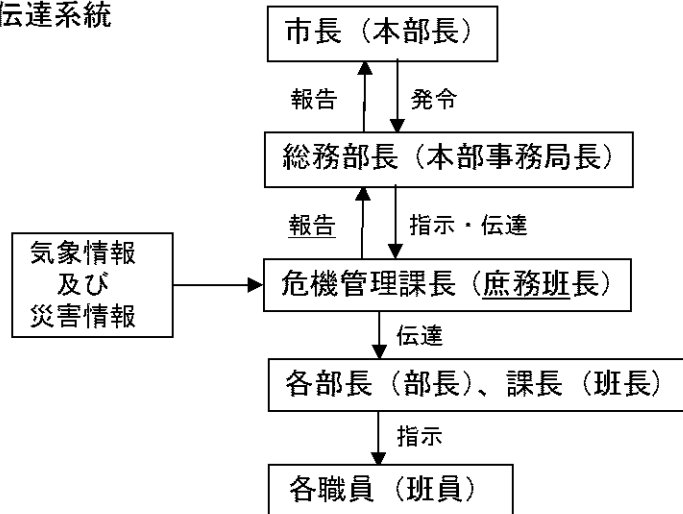 伝達系統
市長（本部長）
報告
発令
総務部長（本部事務局長）
報告
指示・伝達
気象情報
及び
災害情報
危機管理課長（庶務班長）
伝達
各部長（部長）、課長（班長）
指示
各職員（班員）